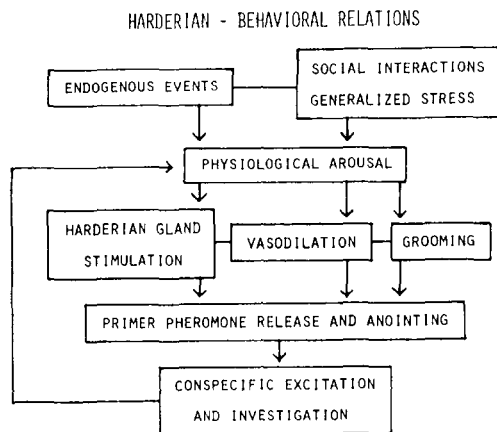 HARDERIAN - BEHAVIORAL RELATIONS
ENDOGENOUS EVENTS
SOCIAL INTERACTIONS
GENERALIZED STRESS
PHYSIOLOGICAL AROUSAL
HARDERIAN GLAND
STIMULATION
VASODILATION
GROOMING
PRIMER PHEROMONE RELEASE AND ANOINTING
CONSPECIFIC EXCITATION
AND INVESTIGATION